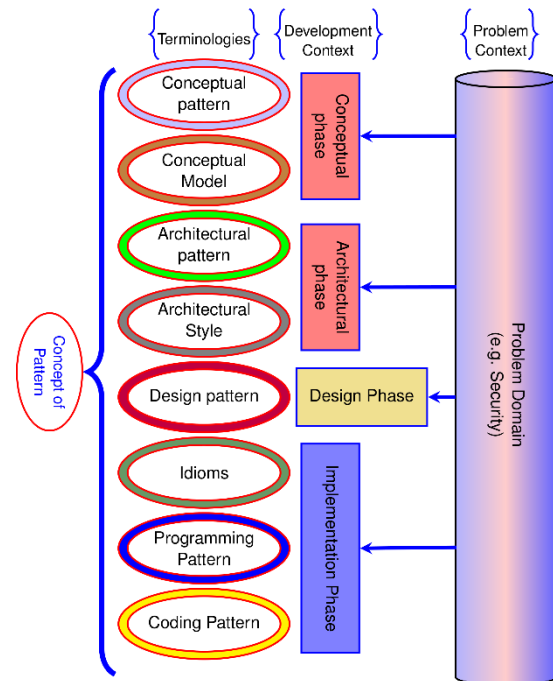 Terminologies
Development
Context
Problem
Context
Conceptual
pattern
Conceptual
Model
Architectural
pattern
Architectural
Style
Design pattern
Idioms
Programming
Pattern
Coding Pattern
Conceptual
phase
Architectural
phase
Design Phase
Implementation Phase
Problem Domain
(e.g. Security)
Concept of
Pattern